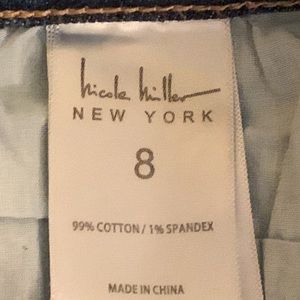 Nicole Miller
NEW YORK
8
99% COTTON / 1% SPANDEX
MADE IN CHINA